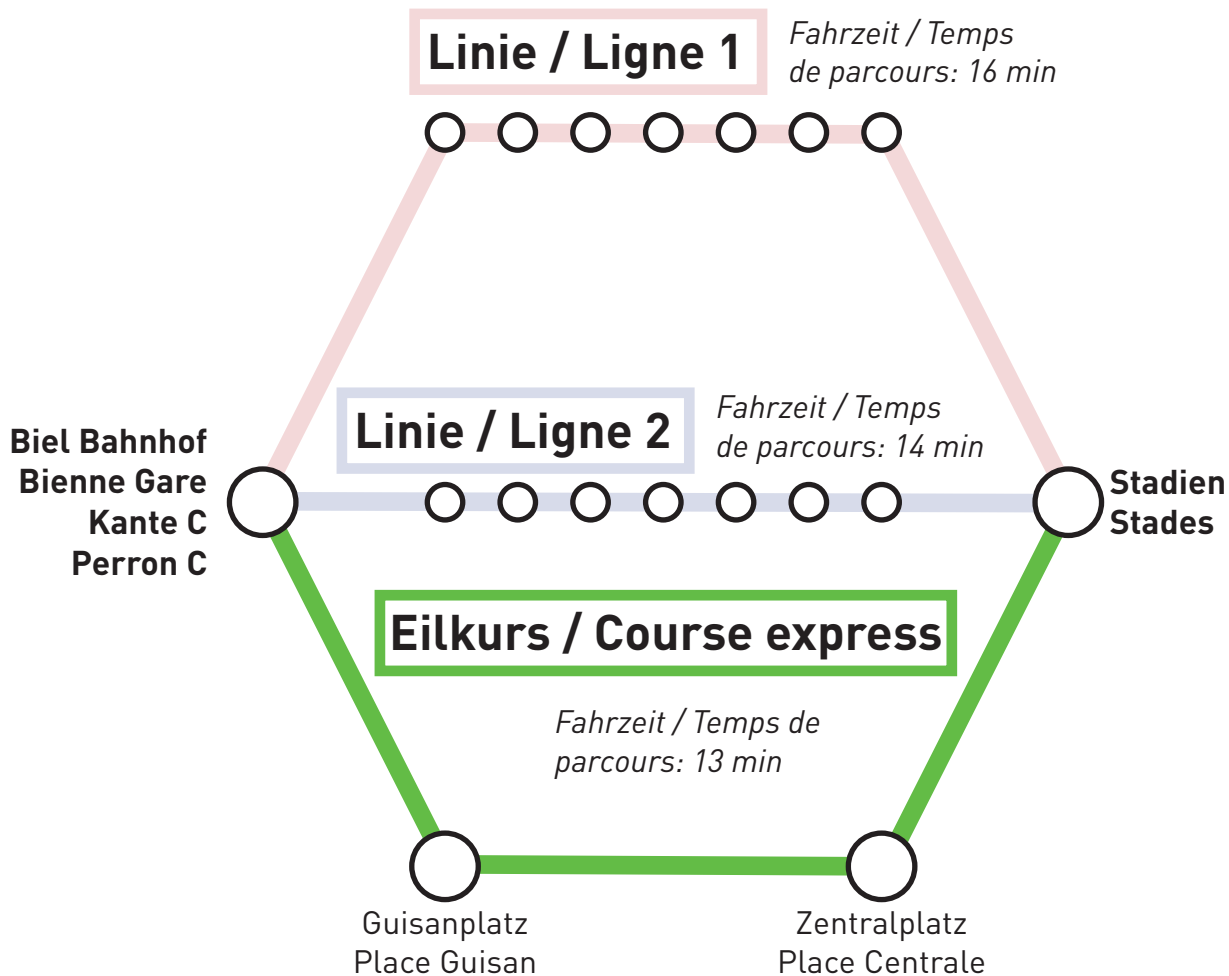 Linie / Ligne 1
Fahrzeit / Temps
de parcours: 16 min
Linie / Ligne 2
Fahrzeit / Temps
de parcours: 14 min
Biel Bahnhof
Bienne Gare
Kante C
Perron C
Stadien
Stades
Eilkurs / Course express
Fahrzeit / Temps de
parcours: 13 min
Guisanplatz
Place Guisan
Zentralplatz
Place Centrale